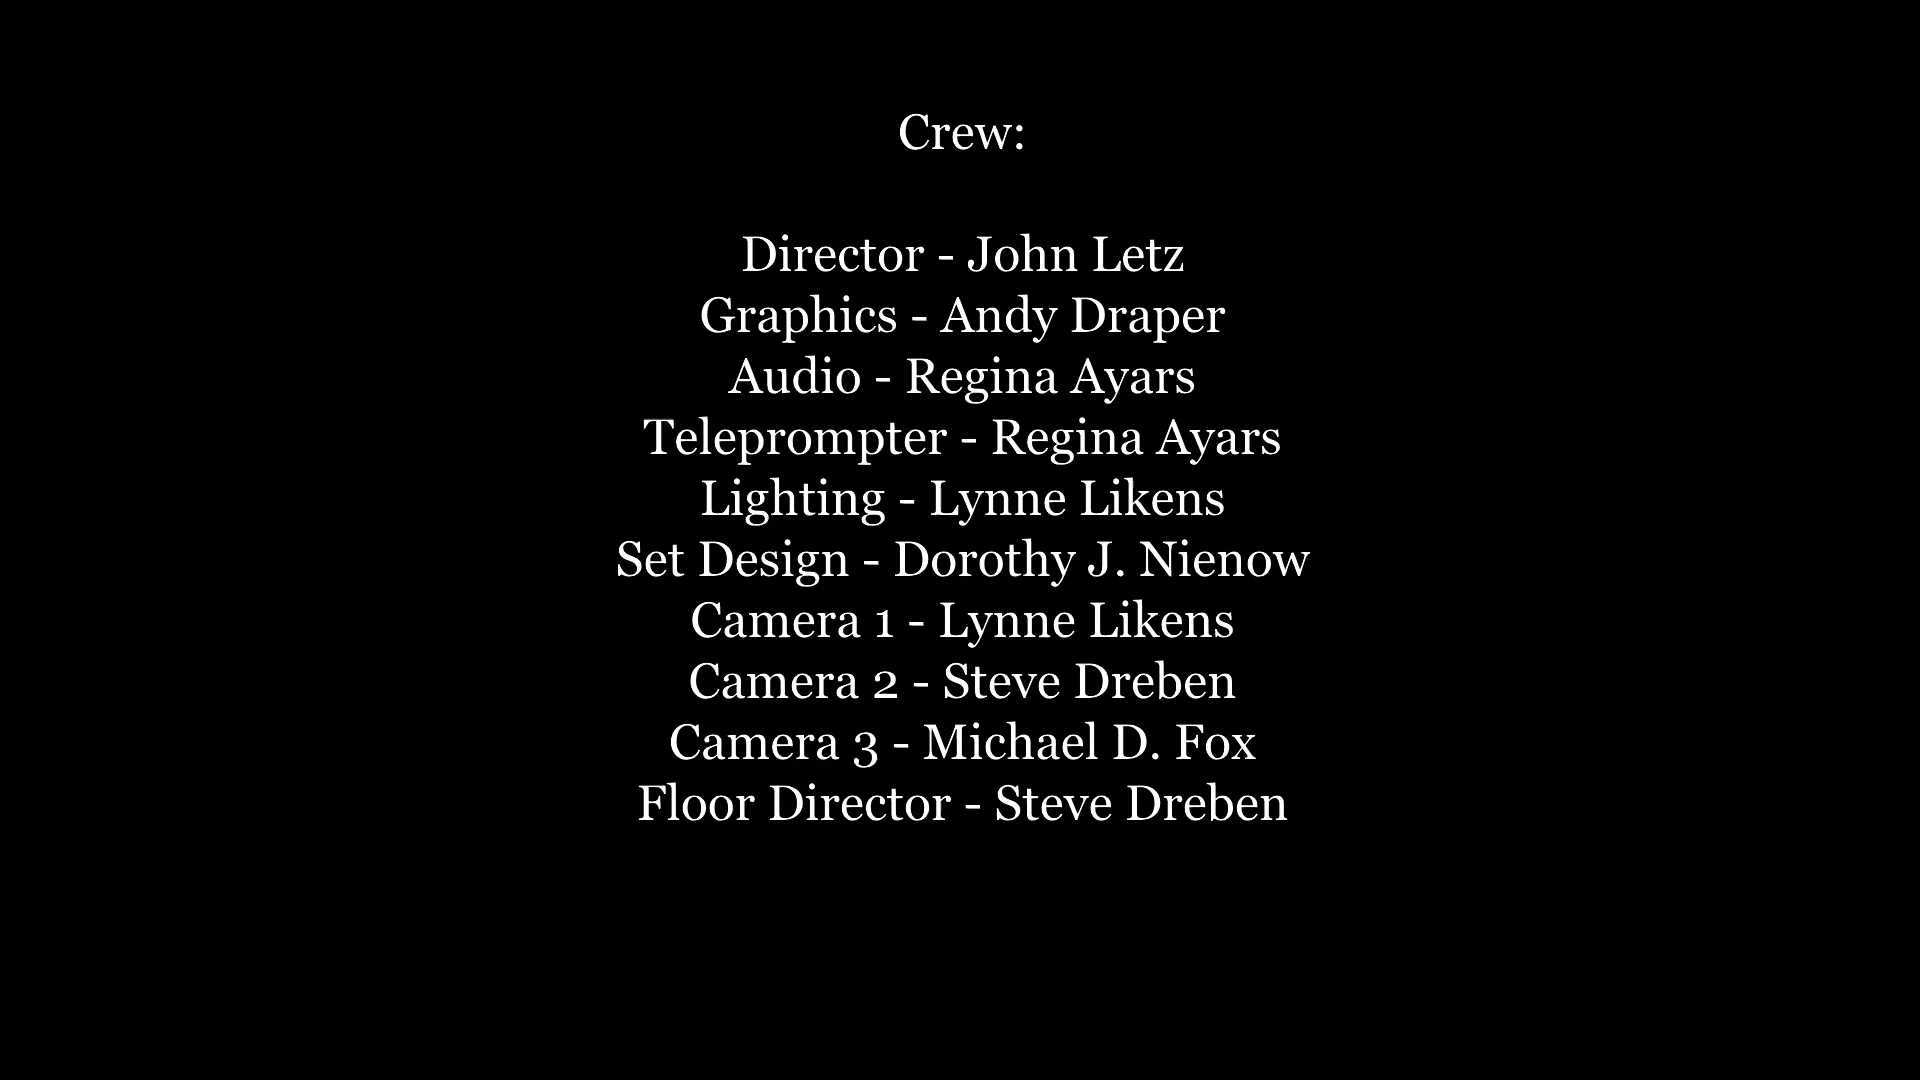 Crew:
Director - John Letz
Graphics - Andy Draper
Audio - Regina Ayars
Teleprompter - Regina Ayars
Lighting - Lynne Likens
Set Design - Dorothy J. Nienow
Camera 1 - Lynne Likens
Camera 2 - Steve Dreben
Camera 3 - Michael D. Fox
Floor Director - Steve Dreben